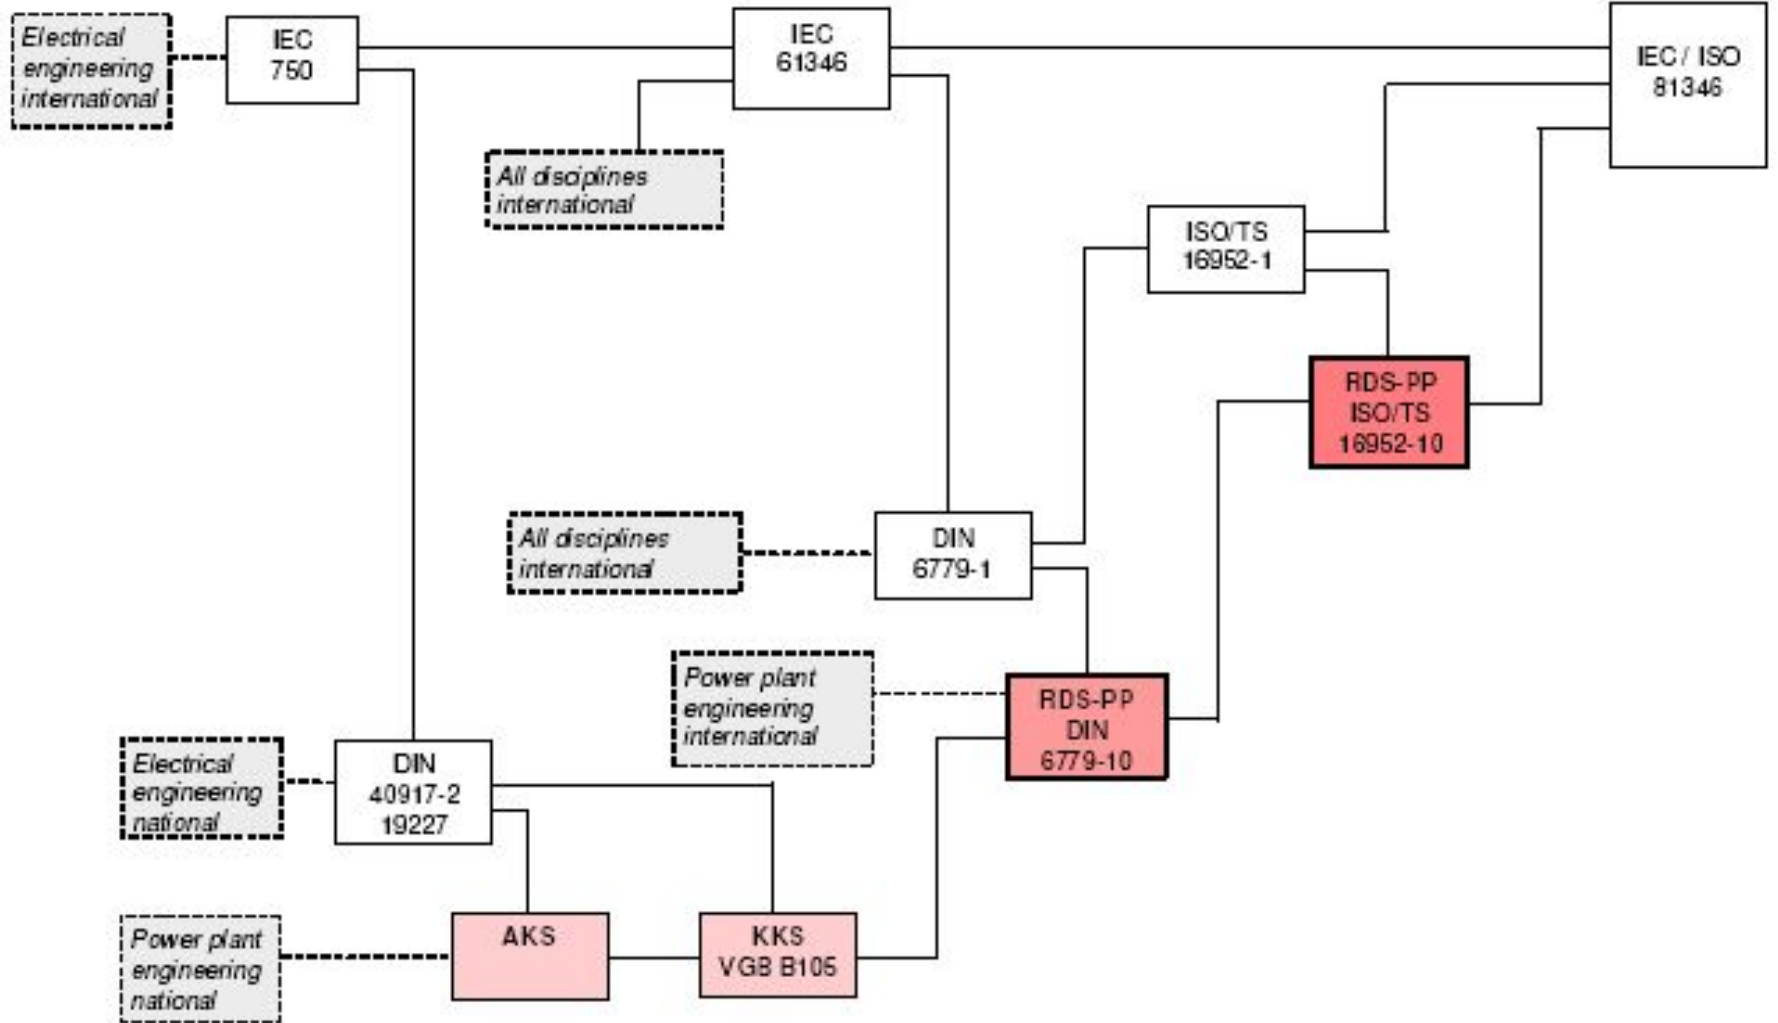 Electrical
engineering
international
IEC
750
IEC
61346
IEC / ISO
81346
All disciplines
international
ISO/TS
16952-1
RDS-PP
ISO/TS
16952-10
All disciplines
international
DIN
6779-1
Power plant
engineering
international
RDS-PP
DIN
6779-10
Electrical
engineering
national
DIN
40917-2
19227
Power plant
engineering
national
AKS
KKS
VGB B105